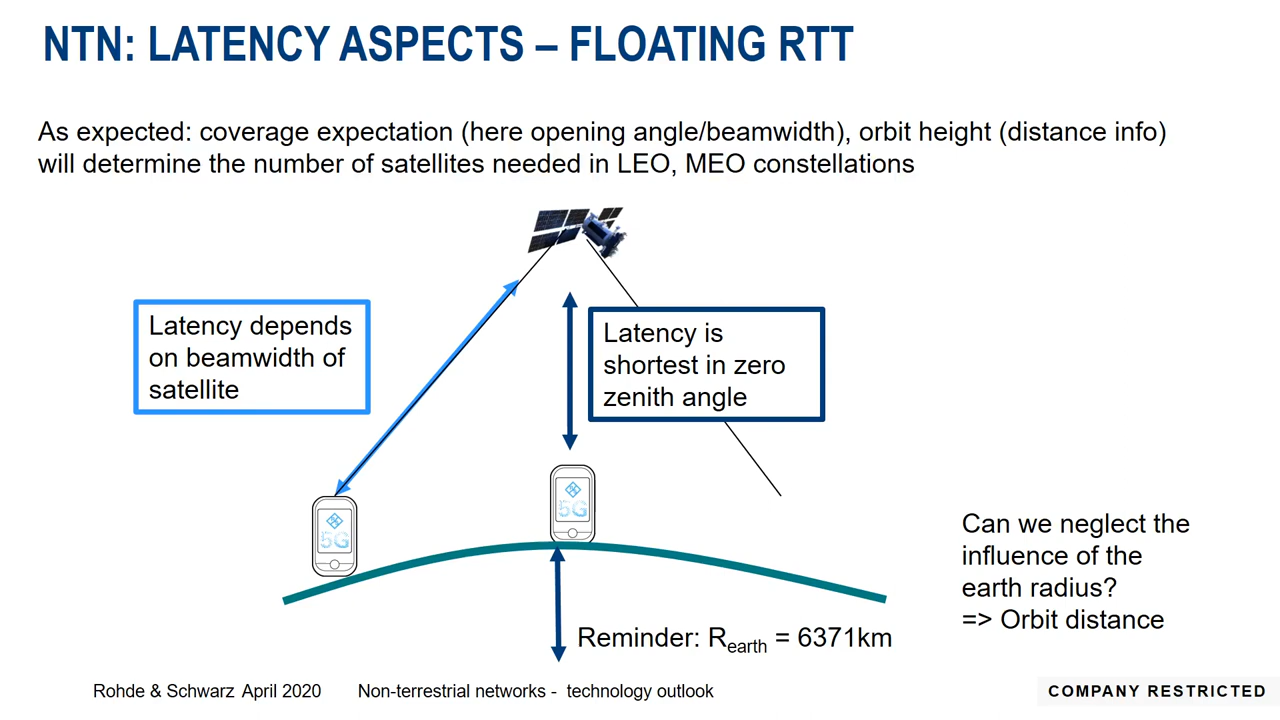 NTN: LATENCY ASPECTS – FLOATING RTT
As expected: coverage expectation (here opening angle/beamwidth), orbit height (distance info)
will determine the number of satellites needed in LEO, MEO constellations
Latency depends
on beamwidth of
satellite
Latency is
shortest in zero
zenith angle
5G
5G
Can we neglect the
influence of the
earth radius?
=> Orbit distance
Reminder: Rearth = 6371km
Rohde & Schwarz April 2020 Non-terrestrial networks - technology outlook
COMPANY RESTRICTED